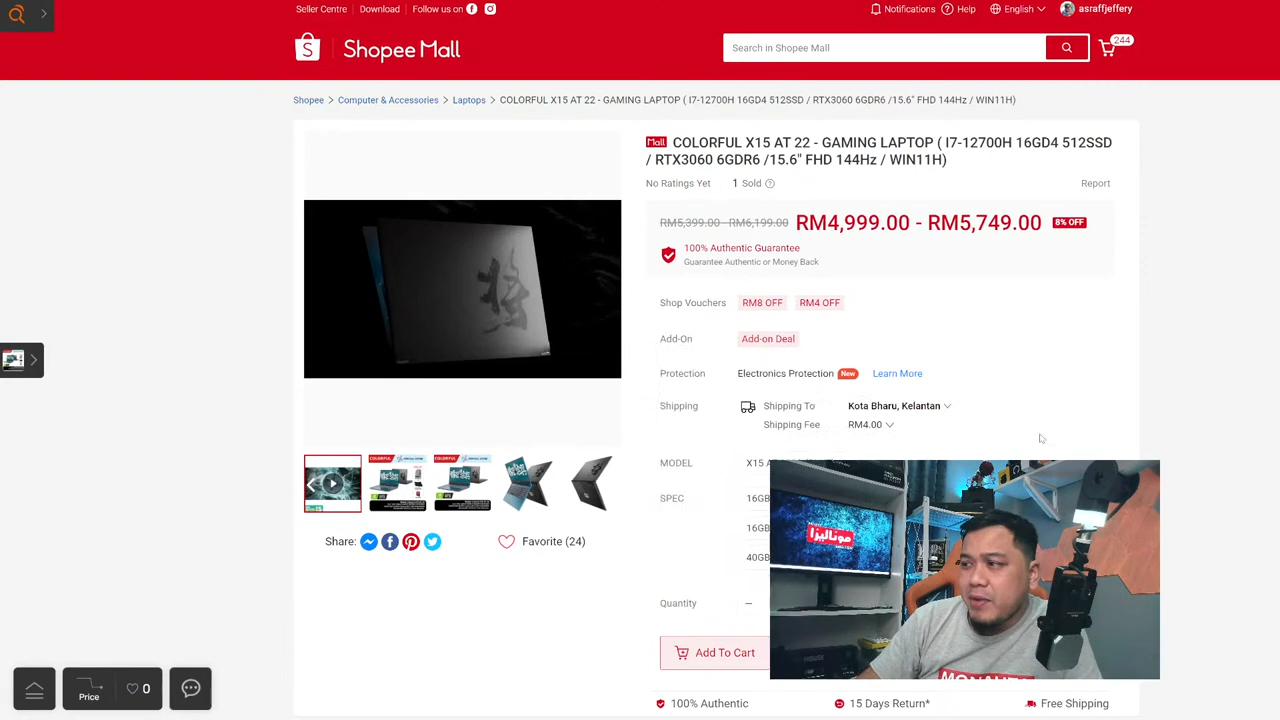 Seller Centre Download Follow us on
Notifications Help English asraffjeffery
Shopee Mall
Search in Shopee Mall
244
Shopee > Computer & Accessories > Laptops > COLORFUL X15 AT 22 - GAMING LAPTOP ( I7-12700H 16GD4 512SSD / RTX3060 6GDR6 /15.6" FHD 144Hz / WIN11H)
Mall COLORFUL X15 AT 22 - GAMING LAPTOP ( I7-12700H 16GD4 512SSD
/ RTX3060 6GDR6 /15.6" FHD 144Hz / WIN11H)
No Ratings Yet 1 Sold Report
RM5,399.00 - RM6,199.00 RM4,999.00 - RM5,749.00 8% OFF
100% Authentic Guarantee
Guarantee Authentic or Money Back
Shop Vouchers RM8 OFF RM4 OFF
Add-On Add-on Deal
Protection Electronics Protection New Learn More
Shipping Shipping To Kota Bharu, Kelantan
Shipping Fee RM4.00
MODEL X15 A
SPEC 16GB
16GB
40GB
Quantity
Add To Cart
100% Authentic 15 Days Return* Free Shipping
Share: Favorite (24)
موناليزا
Price 0